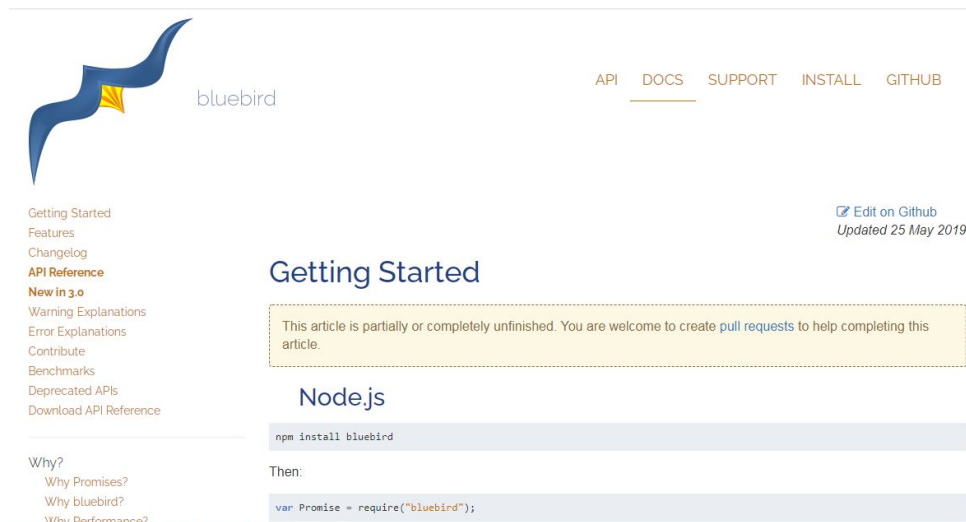 bluebird
API DOCS SUPPORT INSTALL GITHUB
Getting Started
Features
Changelog
API Reference
New in 3.0
Warning Explanations
Error Explanations
Contribute
Benchmarks
Deprecated APIs
Download API Reference
Why?
Why Promises?
Why bluebird?
Why Performance?
Edit on Github
Updated 25 May 2019
Getting Started
This article is partially or completely unfinished. You are welcome to create pull requests to help completing this
article.
Node.js
npm install bluebird
Then:
var Promise = require("bluebird");